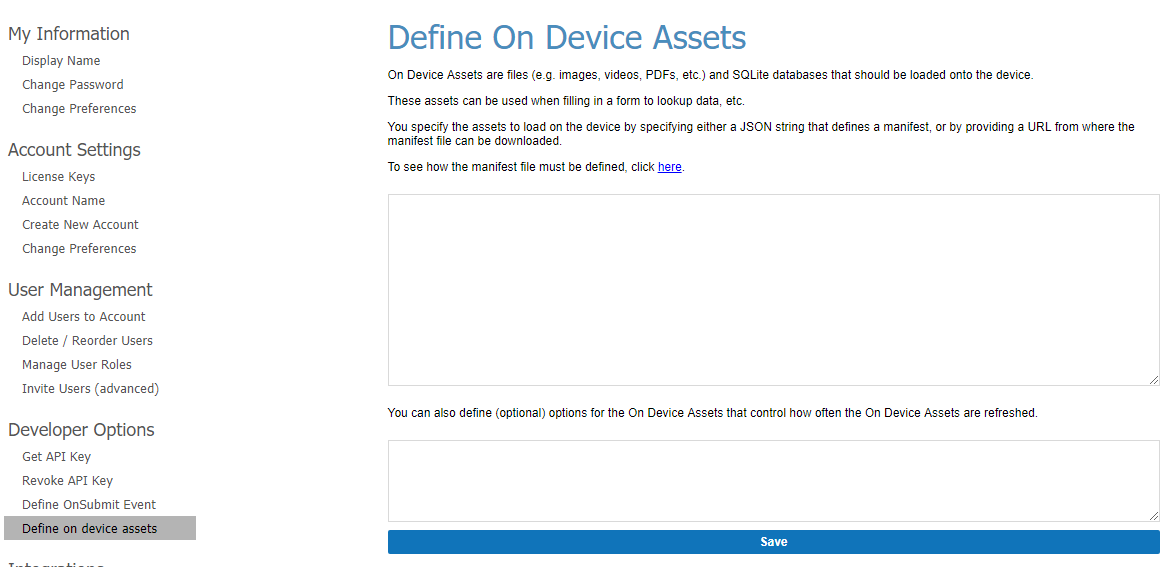 My Information
Display Name
Change Password
Change Preferences
Account Settings
License Keys
Account Name
Create New Account
Change Preferences
User Management
Add Users to Account
Delete / Reorder Users
Manage User Roles
Invite Users (advanced)
Developer Options
Get API Key
Revoke API Key
Define OnSubmit Event
Define on device assets
Integrations
Define On Device Assets
On Device Assets are files (e.g. images, videos, PDFs, etc.) and SQLite databases that should be loaded onto the device.
These assets can be used when filling in a form to lookup data, etc.
You specify the assets to load on the device by specifying either a JSON string that defines a manifest, or by providing a URL from where the
manifest file can be downloaded.
To see how the manifest file must be defined, click here.
You can also define (optional) options for the On Device Assets that control how often the On Device Assets are refreshed.
Save